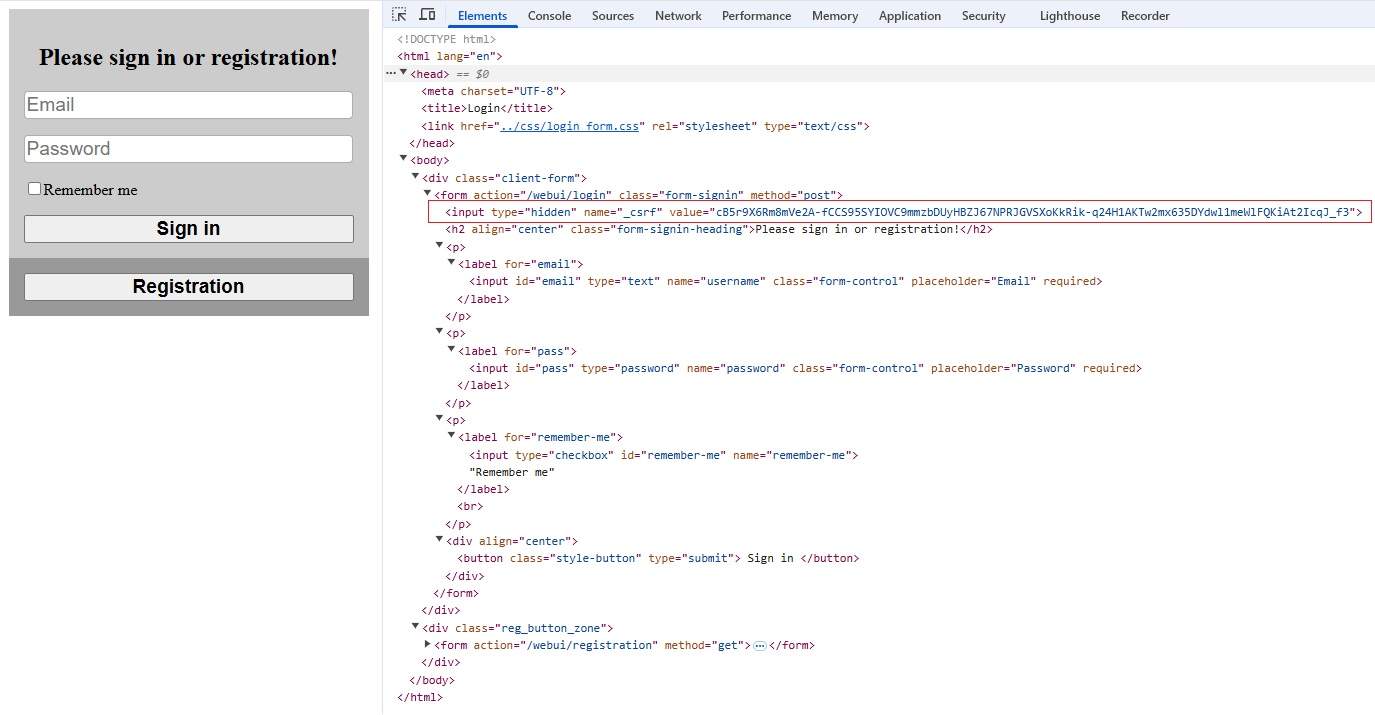 Please sign in or registration!
Email
Password
Remember me
Sign in
Registration
Elements Console Sources Network Performance Memory Application Security Lighthouse Recorder
<!DOCTYPE html>
<html lang="en">
<head> == $0
<meta charset="UTF-8">
<title>Login</title>
<link href="../css/login_form.css" rel="stylesheet" type="text/css">
</head>
<body>
<div class="client-form">
<form action="/webui/login" class="form-signin" method="post">
<input type="hidden" name="_csrf" value="cB5r9X6Rm8mVe2A-fCCS95SYIOVC9mmzbDUyHBZJ67NPRJGVSXoKkRik-q24H1AKTw2mx635DYdwl1meWlFQKiAt2IcqJ_f3">
<h2 align="center" class="form-signin-heading">Please sign in or registration!</h2>
<p>
<label for="email">
<input id="email" type="text" name="username" class="form-control" placeholder="Email" required>
</label>
</p>
<p>
<label for="pass">
<input id="pass" type="password" name="password" class="form-control" placeholder="Password" required>
</label>
</p>
<p>
<label for="remember-me">
<input type="checkbox" id="remember-me" name="remember-me">
"Remember me"
</label>
<br>
</p>
<div align="center">
<button class="style-button" type="submit"> Sign in </button>
</div>
</form>
</div>
<div class="reg_button_zone">
<form action="/webui/registration" method="get">…</form>
</div>
</body>
</html>